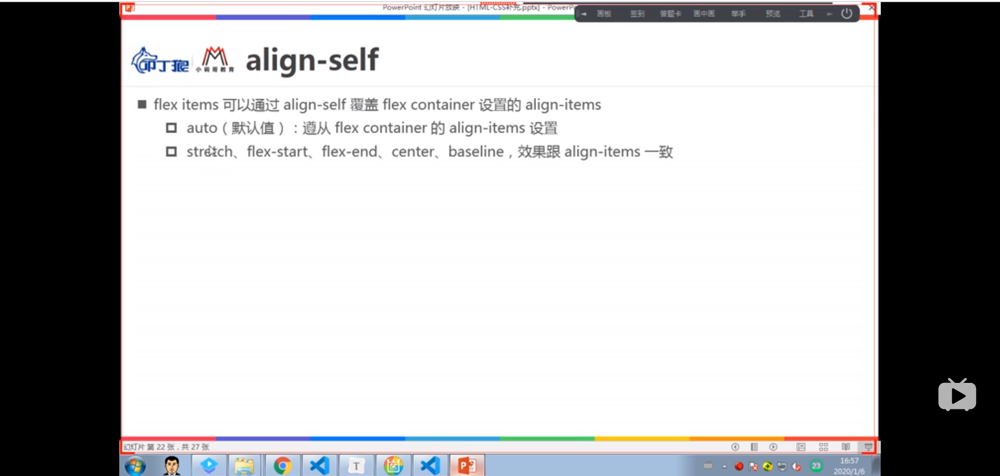 PowerPoint 幻灯片放映 - [HTML-CSS补充.pptx] - PowerP
画板 签到 答题卡 画中画 举手 预览 工具
叩丁狼 小码哥教育 align-self
flex items 可以通过 align-self 覆盖 flex container 设置的 align-items
auto（默认值）：遵从 flex container 的 align-items 设置
stretch、flex-start、flex-end、center、baseline，效果跟 align-items 一致
幻灯片 第 22 张，共 27 张
T
23
16:57
2020/1/6